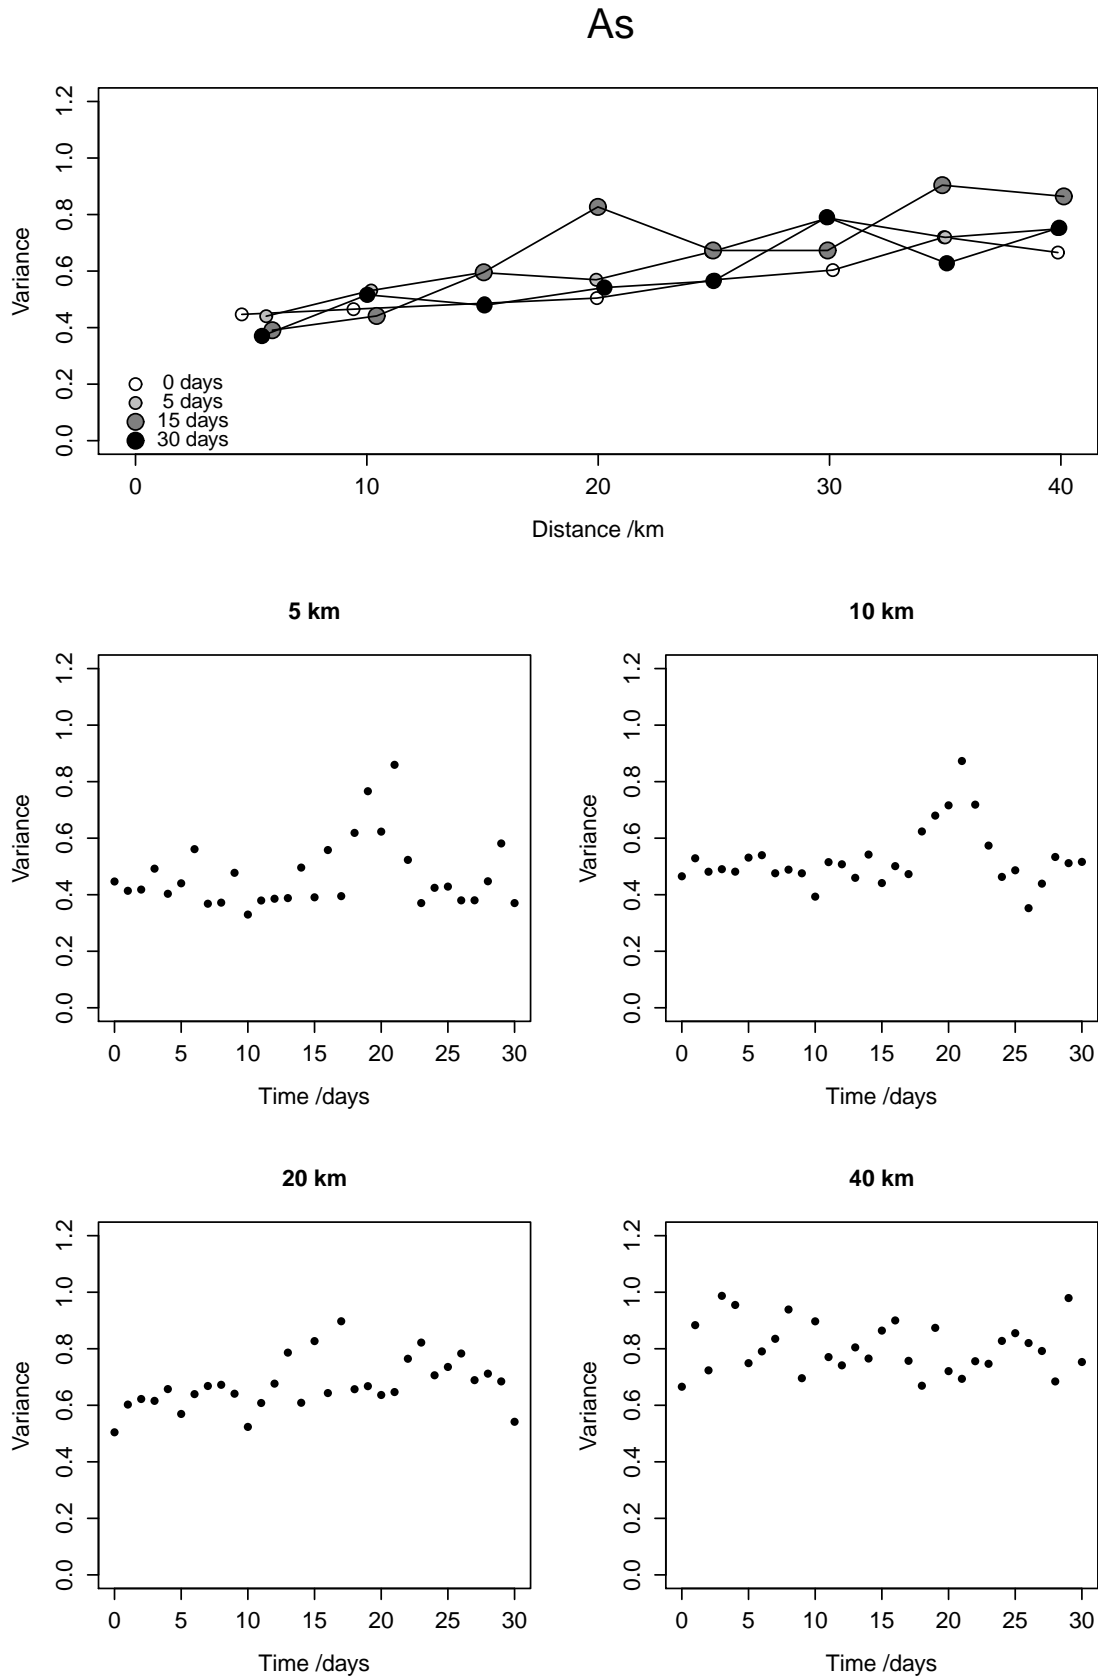 As
Variance
1.2
1.0
0.8
0.6
0.4
0.2
0.0
0 days
5 days
15 days
30 days
0 10 20 30 40
Distance /km
5 km
Variance
1.2
1.0
0.8
0.6
0.4
0.2
0.0
0 5 10 15 20 25 30
Time /days
10 km
Variance
1.2
1.0
0.8
0.6
0.4
0.2
0.0
0 5 10 15 20 25 30
Time /days
20 km
Variance
1.2
1.0
0.8
0.6
0.4
0.2
0.0
0 5 10 15 20 25 30
Time /days
40 km
Variance
1.2
1.0
0.8
0.6
0.4
0.2
0.0
0 5 10 15 20 25 30
Time /days